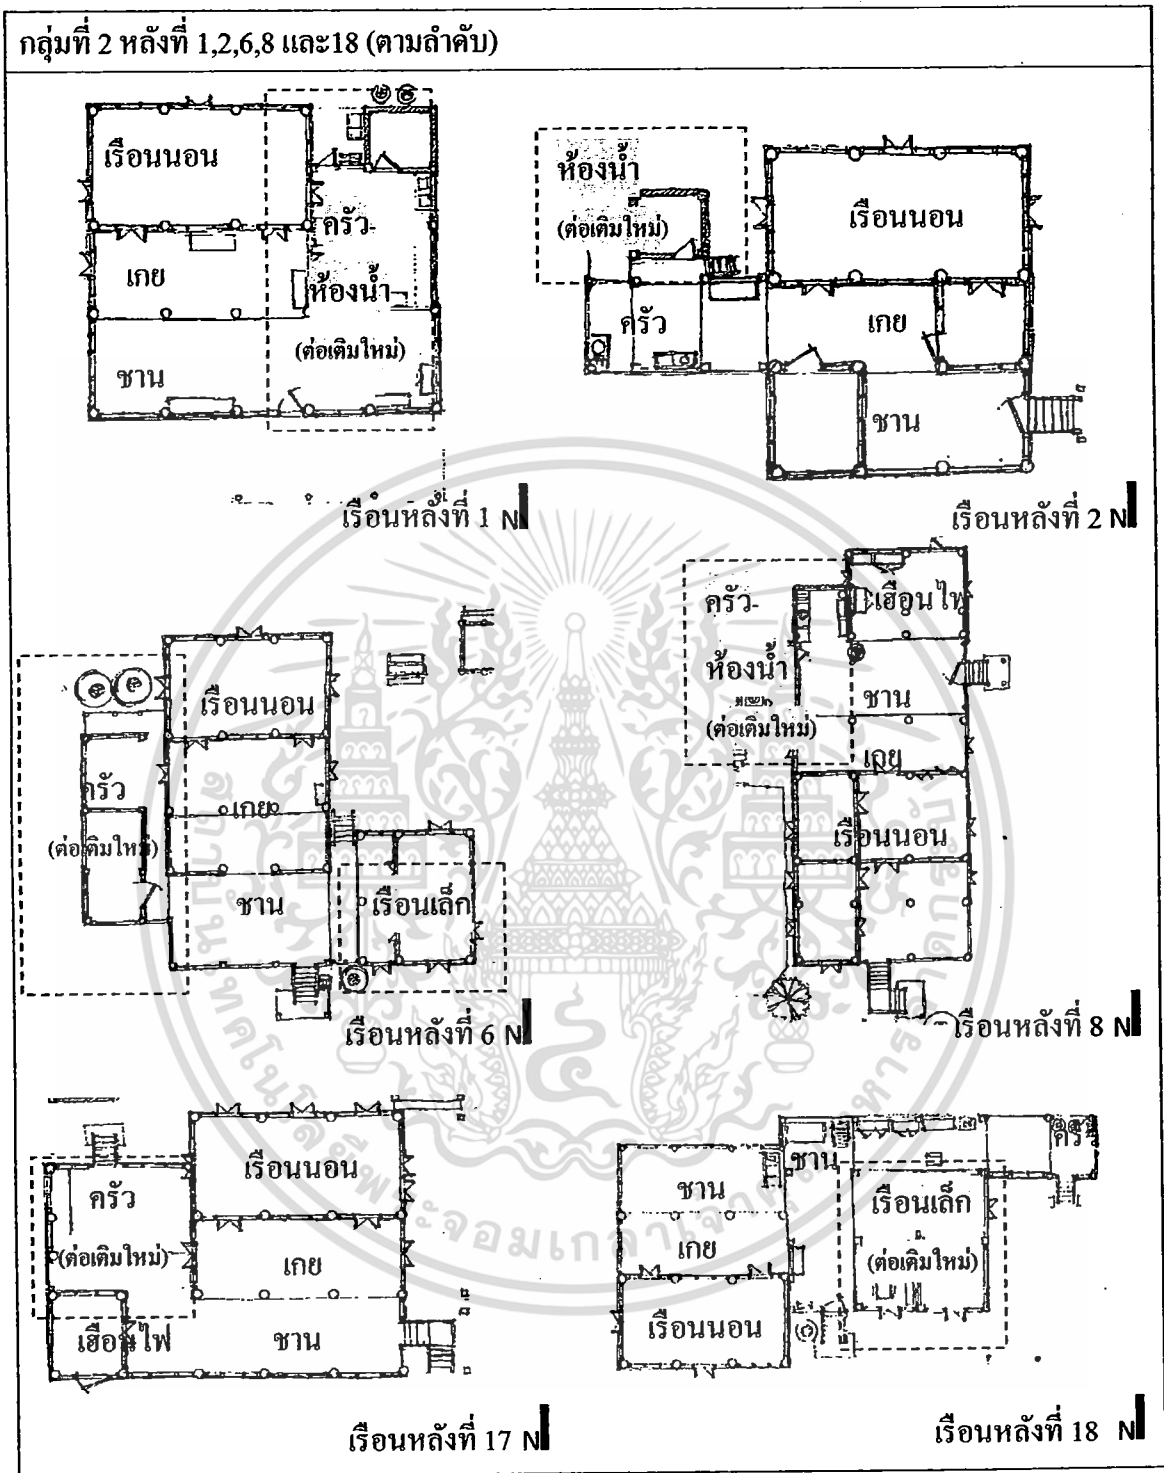 กลุ่มที่ 2 หลังที่ 1,2,6,8 และ18 (ตามลำดับ)
เรือนนอน
ครัว-
เกย
ห้องน้ำ
(ต่อเติมใหม่)
ชาน
เรือนหลังที่ 1 N
ห้องน้ำ
(ต่อเติมใหม่)
เรือนนอน
ครัว
เกย
ชาน
เรือนหลังที่ 2 N
เรือนนอน
ครัว
เกย
(ต่อเติมใหม่)
ชาน
เรือนเล็ก
เรือนหลังที่ 6 N
ครัว-
เฮือนไฟ
ห้องน้ำ
ชาน
(ต่อเติมใหม่)
เกย
เรือนนอน
เรือนหลังที่ 8 N
เรือนนอน
ครัว
(ต่อเติมใหม่)
เกย
เฮือนไฟ
ชาน
เรือนหลังที่ 17 N
ชาน
ครัว
ชาน
เรือนเล็ก
เกย
(ต่อเติมใหม่)
เรือนนอน
เรือนหลังที่ 18 N